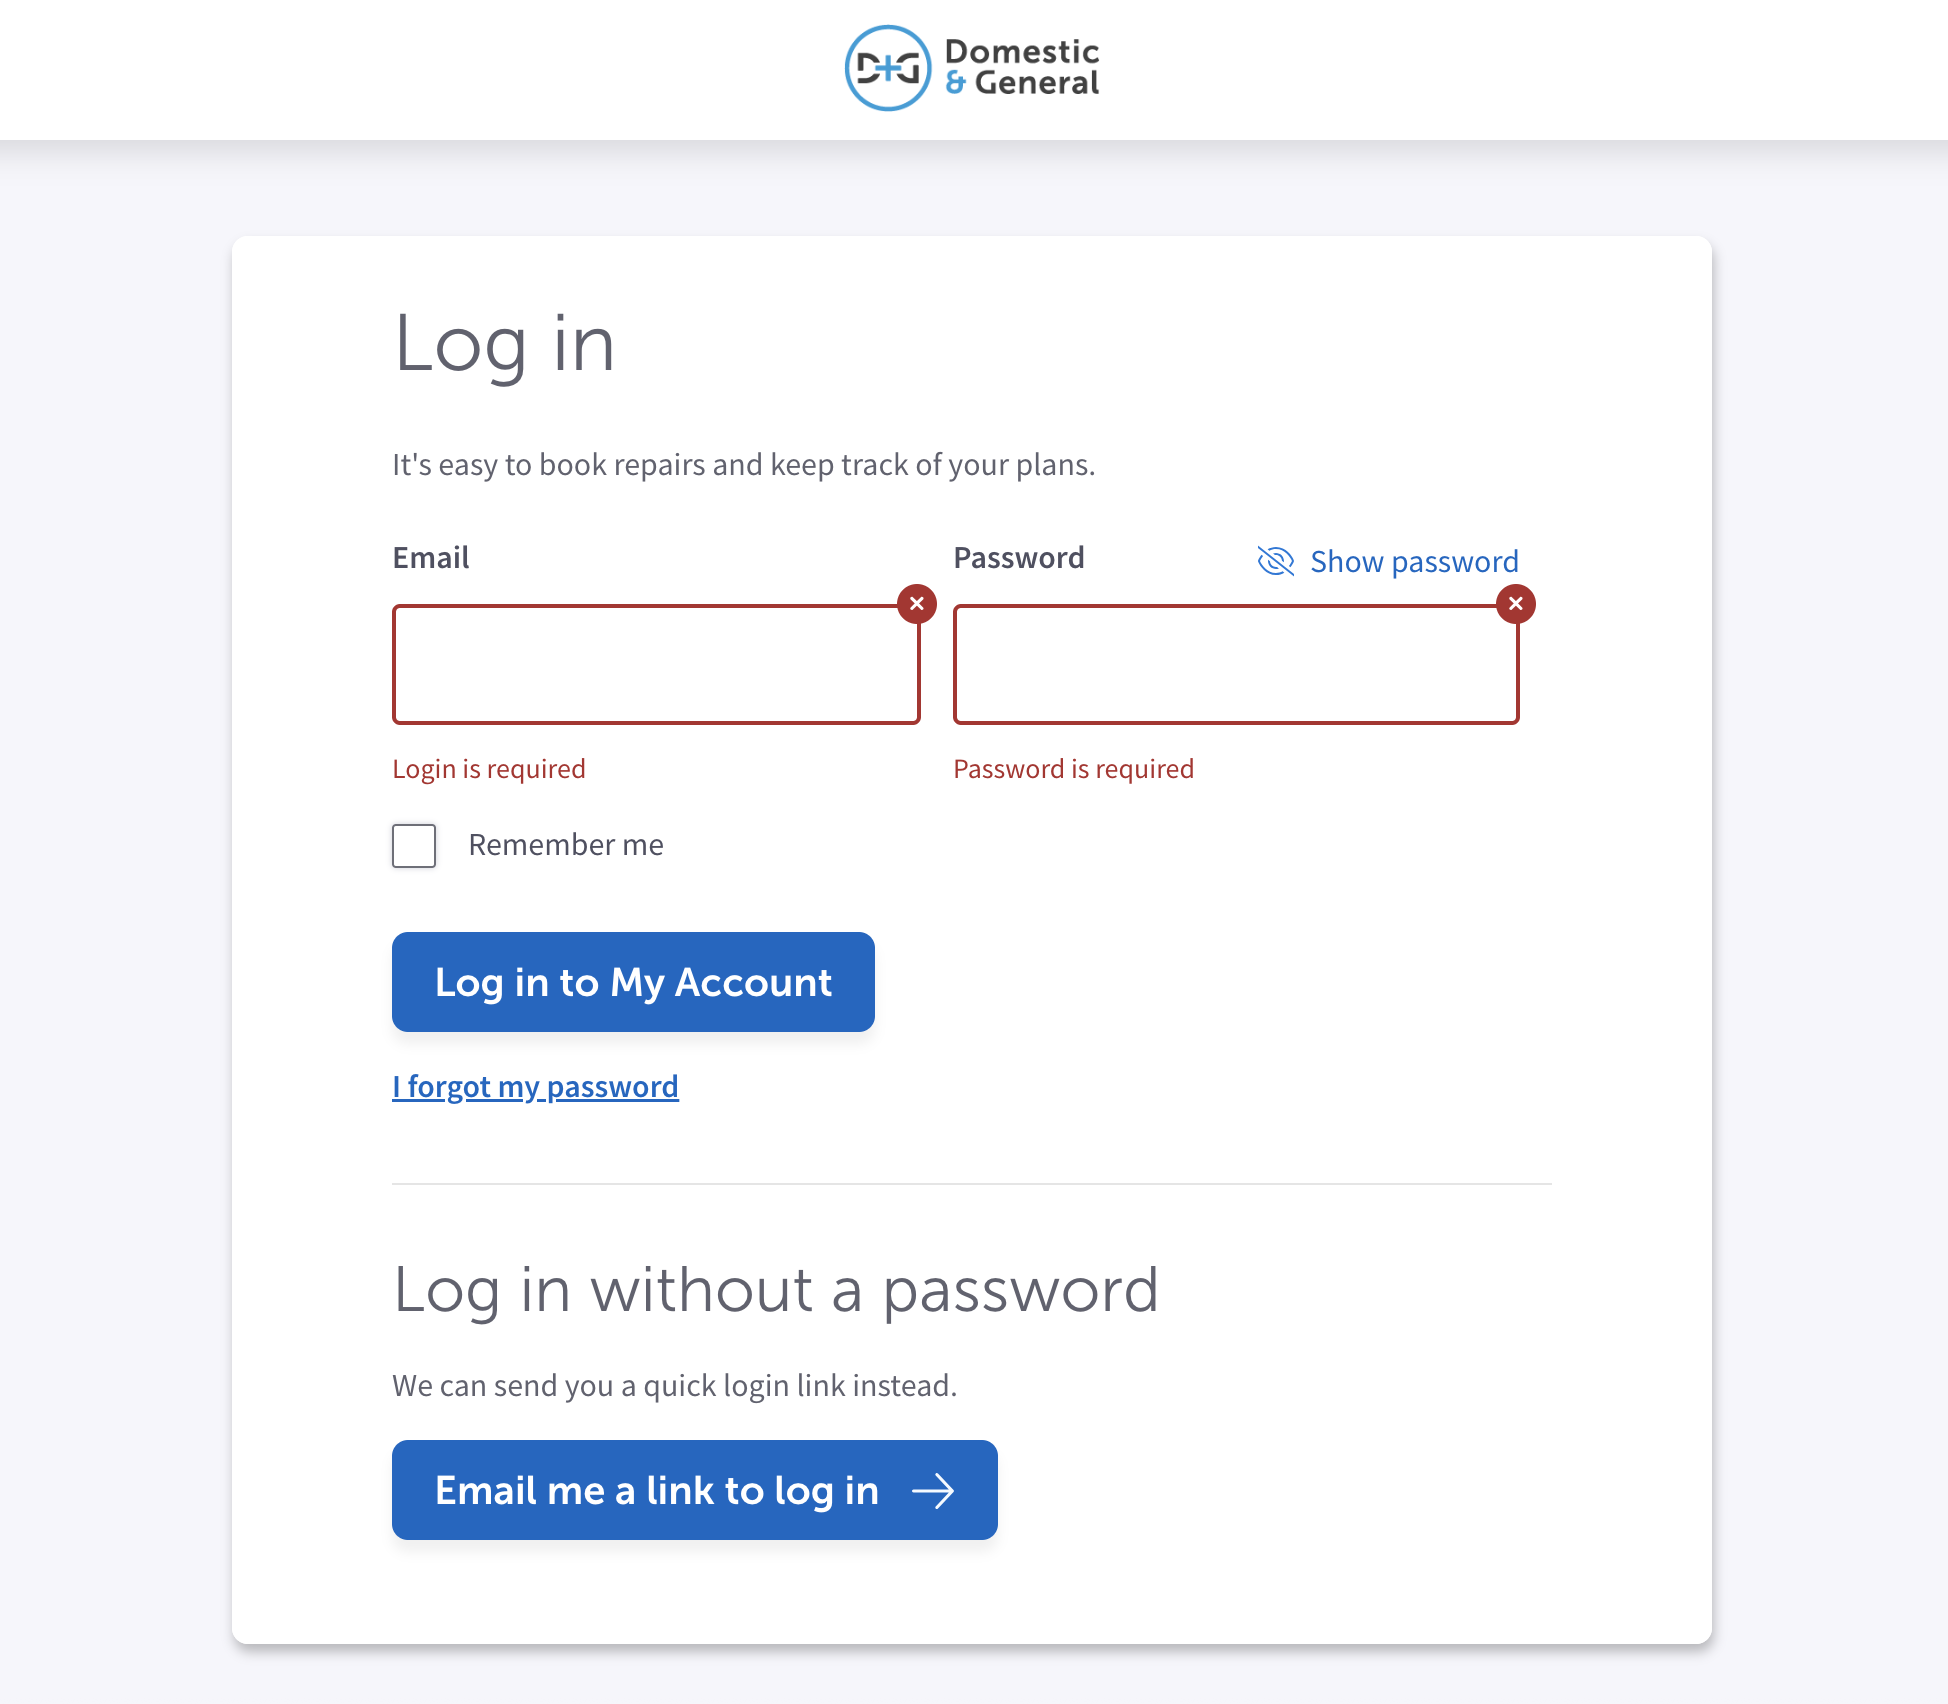 D+G Domestic
& General
Log in
It's easy to book repairs and keep track of your plans.
Email
Password
Show password
Login is required
Password is required
Remember me
Log in to My Account
I forgot my password
Log in without a password
We can send you a quick login link instead.
Email me a link to log in